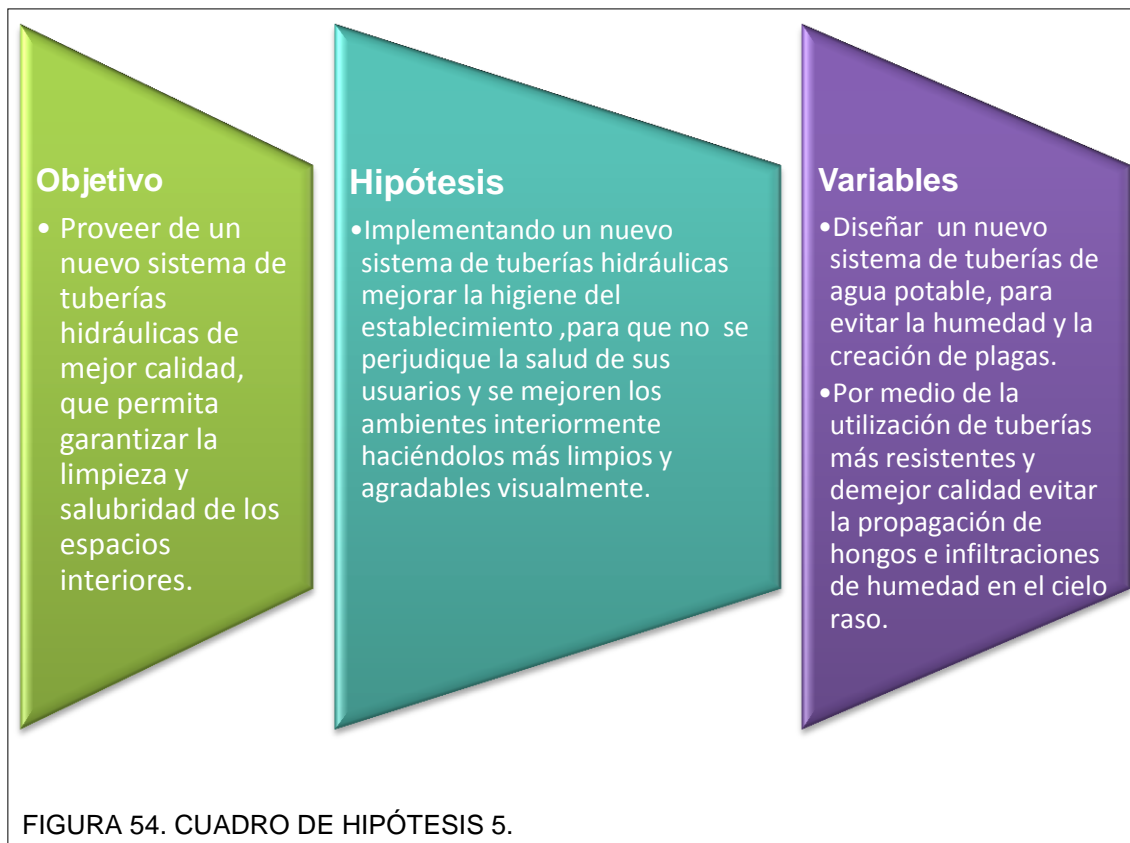 Objetivo
• Proveer de un
nuevo sistema de
tuberías
hidráulicas de
mejor calidad,
que permita
garantizar la
limpieza y
salubridad de los
espacios
interiores.
Hipótesis
•Implementando un nuevo
sistema de tuberías hidráulicas
mejorar la higiene del
establecimiento ,para que no se
perjudique la salud de sus
usuarios y se mejoren los
ambientes interiormente
haciéndolos más limpios y
agradables visualmente.
Variables
•Diseñar un nuevo
sistema de tuberías de
agua potable, para
evitar la humedad y la
creación de plagas.
•Por medio de la
utilización de tuberías
más resistentes y
demejor calidad evitar
la propagación de
hongos e infiltraciones
de humedad en el cielo
raso.
FIGURA 54. CUADRO DE HIPÓTESIS 5.